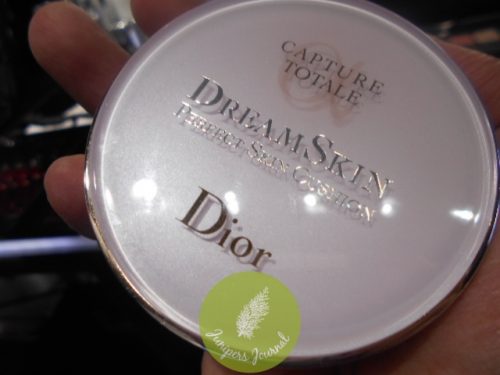 CAPTURE
TOTALE
DREAMSKIN
PERFECT SKIN CUSHION
Dior
Junipers Journal